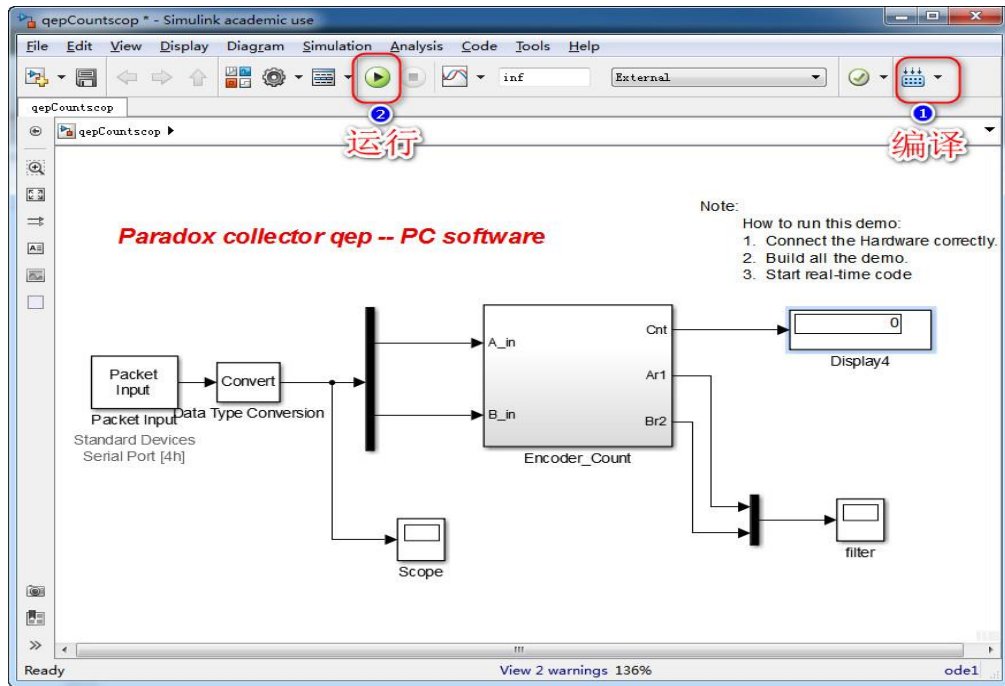 qepCountscop * - Simulink academic use
File Edit View Display Diagram Simulation Analysis Code Tools Help
inf External
qepCountscop
qepCountscop
2
运行
1
编译
Paradox collector qep -- PC software
Note:
How to run this demo:
1. Connect the Hardware correctly.
2. Build all the demo.
3. Start real-time code
Packet
Input
Packet Input
Standard Devices
Serial Port [4h]
Convert
Data Type Conversion
A_in
B_in
Cnt
Ar1
Br2
Encoder_Count
0
Display4
Scope
filter
Ready View 2 warnings 136% ode1